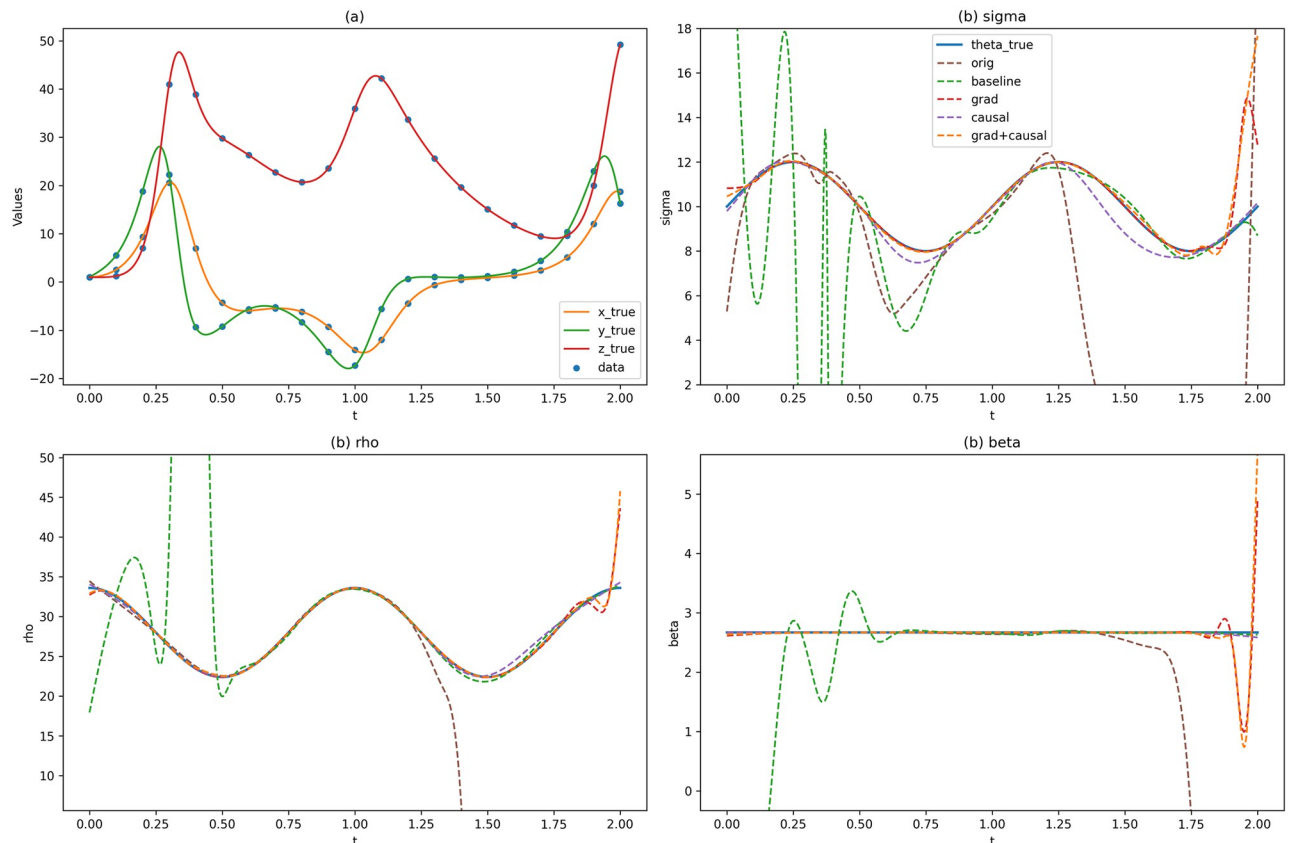 (a)
Values
50
40
30
20
10
0
−10
−20
x_true
y_true
z_true
data
0.00 0.25 0.50 0.75 1.00 1.25 1.50 1.75 2.00
t
(b) sigma
sigma
18
16
14
12
10
8
6
4
2
theta_true
orig
baseline
grad
causal
grad+causal
0.00 0.25 0.50 0.75 1.00 1.25 1.50 1.75 2.00
t
(b) rho
rho
50
45
40
35
30
25
20
15
10
0.00 0.25 0.50 0.75 1.00 1.25 1.50 1.75 2.00
t
(b) beta
beta
5
4
3
2
1
0
0.00 0.25 0.50 0.75 1.00 1.25 1.50 1.75 2.00
t